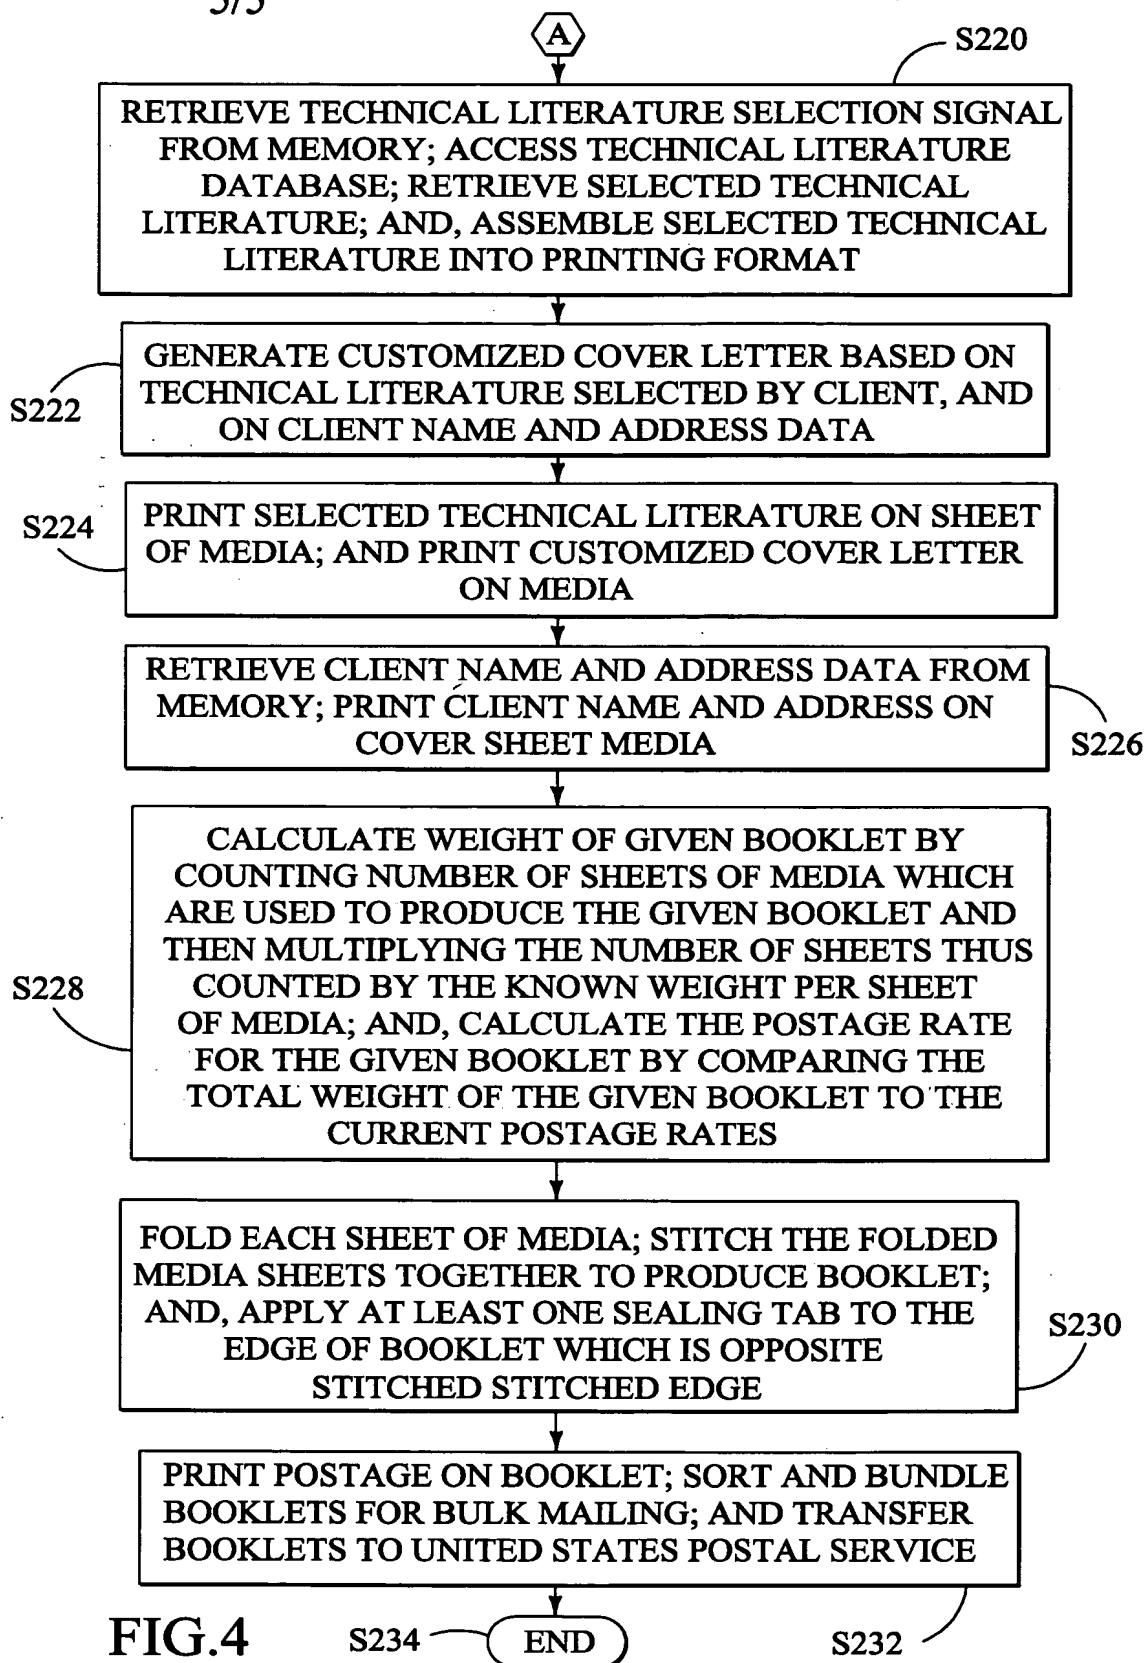 5/5
A
S220
RETRIEVE TECHNICAL LITERATURE SELECTION SIGNAL
FROM MEMORY; ACCESS TECHNICAL LITERATURE
DATABASE; RETRIEVE SELECTED TECHNICAL
LITERATURE; AND, ASSEMBLE SELECTED TECHNICAL
LITERATURE INTO PRINTING FORMAT
S222
GENERATE CUSTOMIZED COVER LETTER BASED ON
TECHNICAL LITERATURE SELECTED BY CLIENT, AND
ON CLIENT NAME AND ADDRESS DATA
S224
PRINT SELECTED TECHNICAL LITERATURE ON SHEET
OF MEDIA; AND PRINT CUSTOMIZED COVER LETTER
ON MEDIA
RETRIEVE CLIENT NAME AND ADDRESS DATA FROM
MEMORY; PRINT CLIENT NAME AND ADDRESS ON
COVER SHEET MEDIA
S226
S228
CALCULATE WEIGHT OF GIVEN BOOKLET BY
COUNTING NUMBER OF SHEETS OF MEDIA WHICH
ARE USED TO PRODUCE THE GIVEN BOOKLET AND
THEN MULTIPLYING THE NUMBER OF SHEETS THUS
COUNTED BY THE KNOWN WEIGHT PER SHEET
OF MEDIA; AND, CALCULATE THE POSTAGE RATE
FOR THE GIVEN BOOKLET BY COMPARING THE
TOTAL WEIGHT OF THE GIVEN BOOKLET TO THE
CURRENT POSTAGE RATES
FOLD EACH SHEET OF MEDIA; STITCH THE FOLDED
MEDIA SHEETS TOGETHER TO PRODUCE BOOKLET;
AND, APPLY AT LEAST ONE SEALING TAB TO THE
EDGE OF BOOKLET WHICH IS OPPOSITE
STITCHED STITCHED EDGE
S230
PRINT POSTAGE ON BOOKLET; SORT AND BUNDLE
BOOKLETS FOR BULK MAILING; AND TRANSFER
BOOKLETS TO UNITED STATES POSTAL SERVICE
S232
FIG.4
S234
END